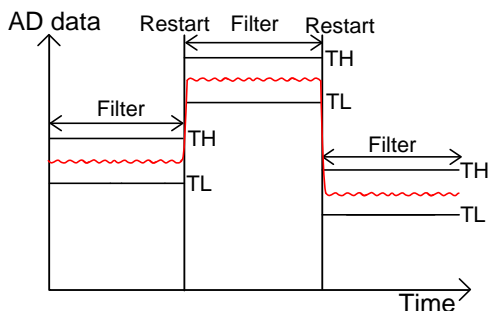 Restart
Filter
Restart
AD data
TH
TL
Filter
TH
TL
Filter
TH
TL
Time